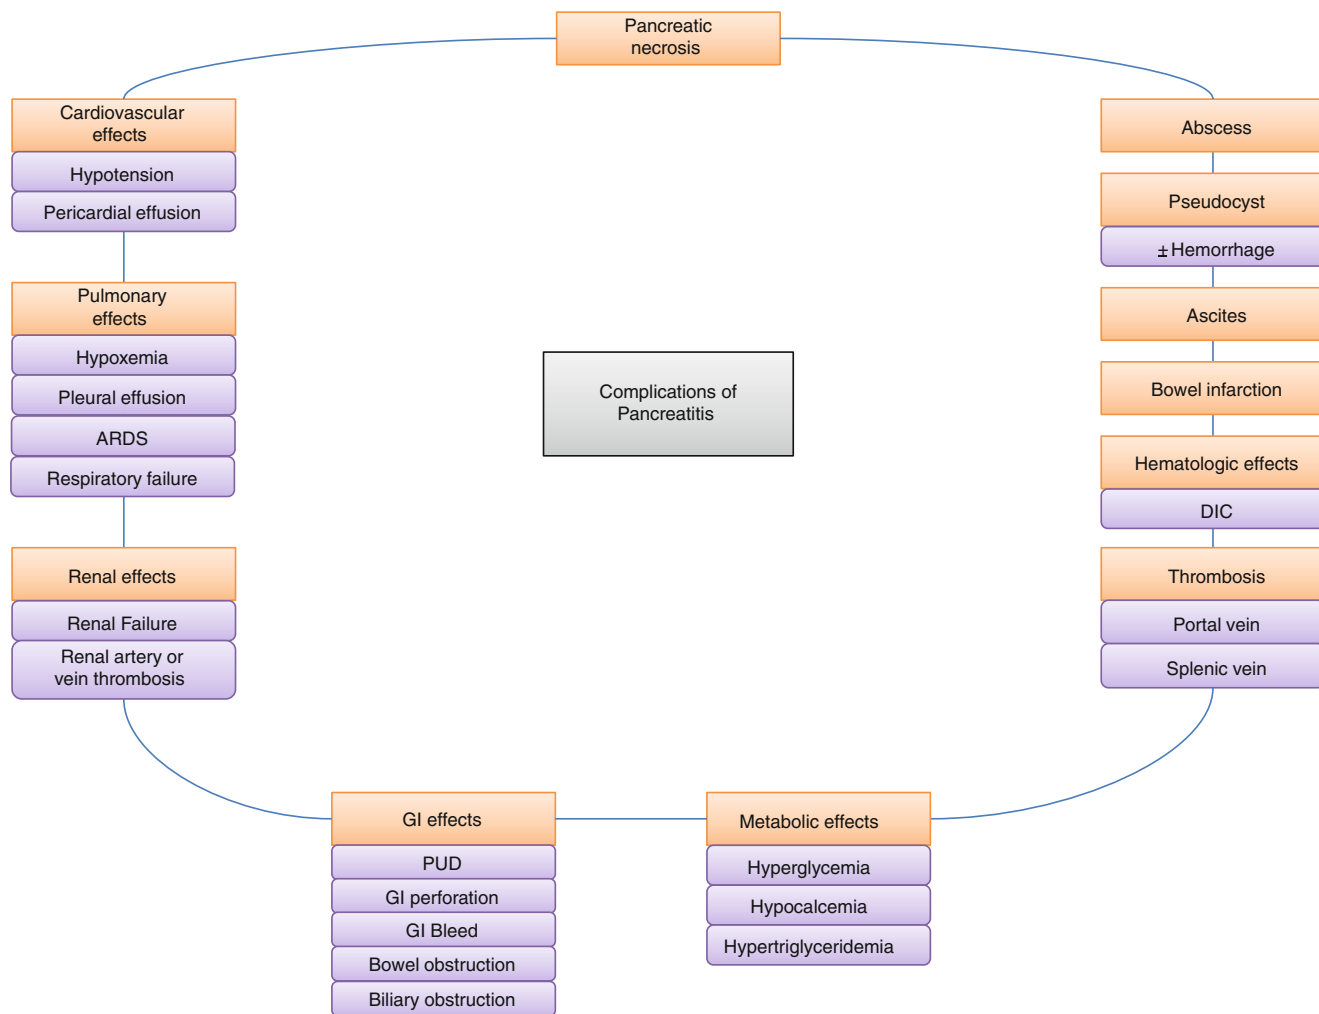 Pancreatic
necrosis
Cardiovascular
effects
Hypotension
Pericardial effusion
Pulmonary
effects
Hypoxemia
Pleural effusion
ARDS
Respiratory failure
Renal effects
Renal Failure
Renal artery or
vein thrombosis
Complications of
Pancreatitis
Abscess
Pseudocyst
± Hemorrhage
Ascites
Bowel infarction
Hematologic effects
DIC
Thrombosis
Portal vein
Splenic vein
GI effects
PUD
GI perforation
GI Bleed
Bowel obstruction
Biliary obstruction
Metabolic effects
Hyperglycemia
Hypocalcemia
Hypertriglyceridemia